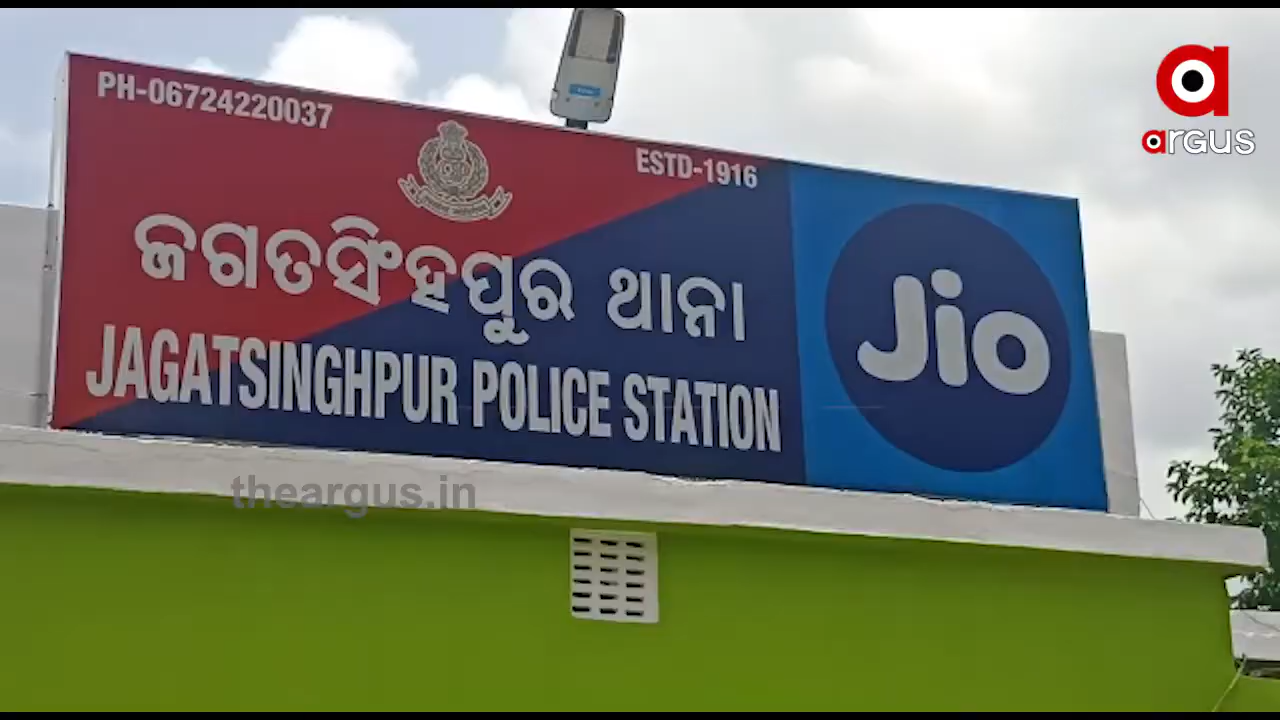 PH-06724220037
ESTD-1916
ଜଗତସିଂହପୁର ଥାନା
JAGATSINGHPUR POLICE STATION
Jio
a
argus
theargus.in